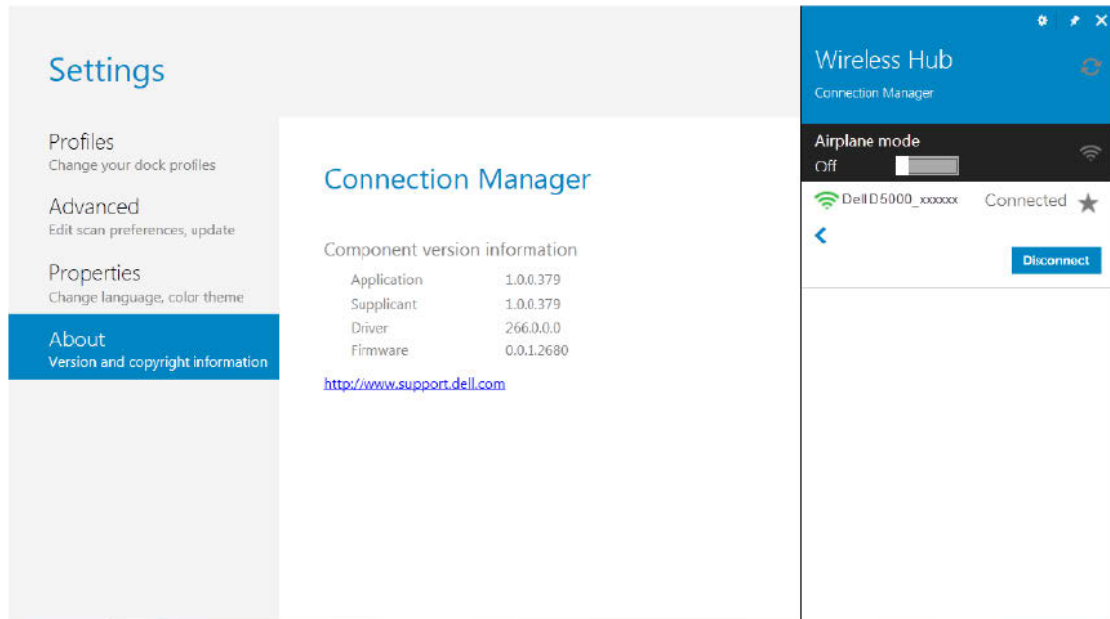 Settings
Profiles
Change your dock profiles
Advanced
Edit scan preferences, update
Properties
Change language, color theme
About
Version and copyright information
Connection Manager
Component version information
Application 1.0.0.379
Supplicant 1.0.0.379
Driver 266.0.0.0
Firmware 0.0.1.2680
http://www.support.dell.com
Wireless Hub
Connection Manager
Airplane mode
Off
Dell D5000_xxxxxx Connected
Disconnect